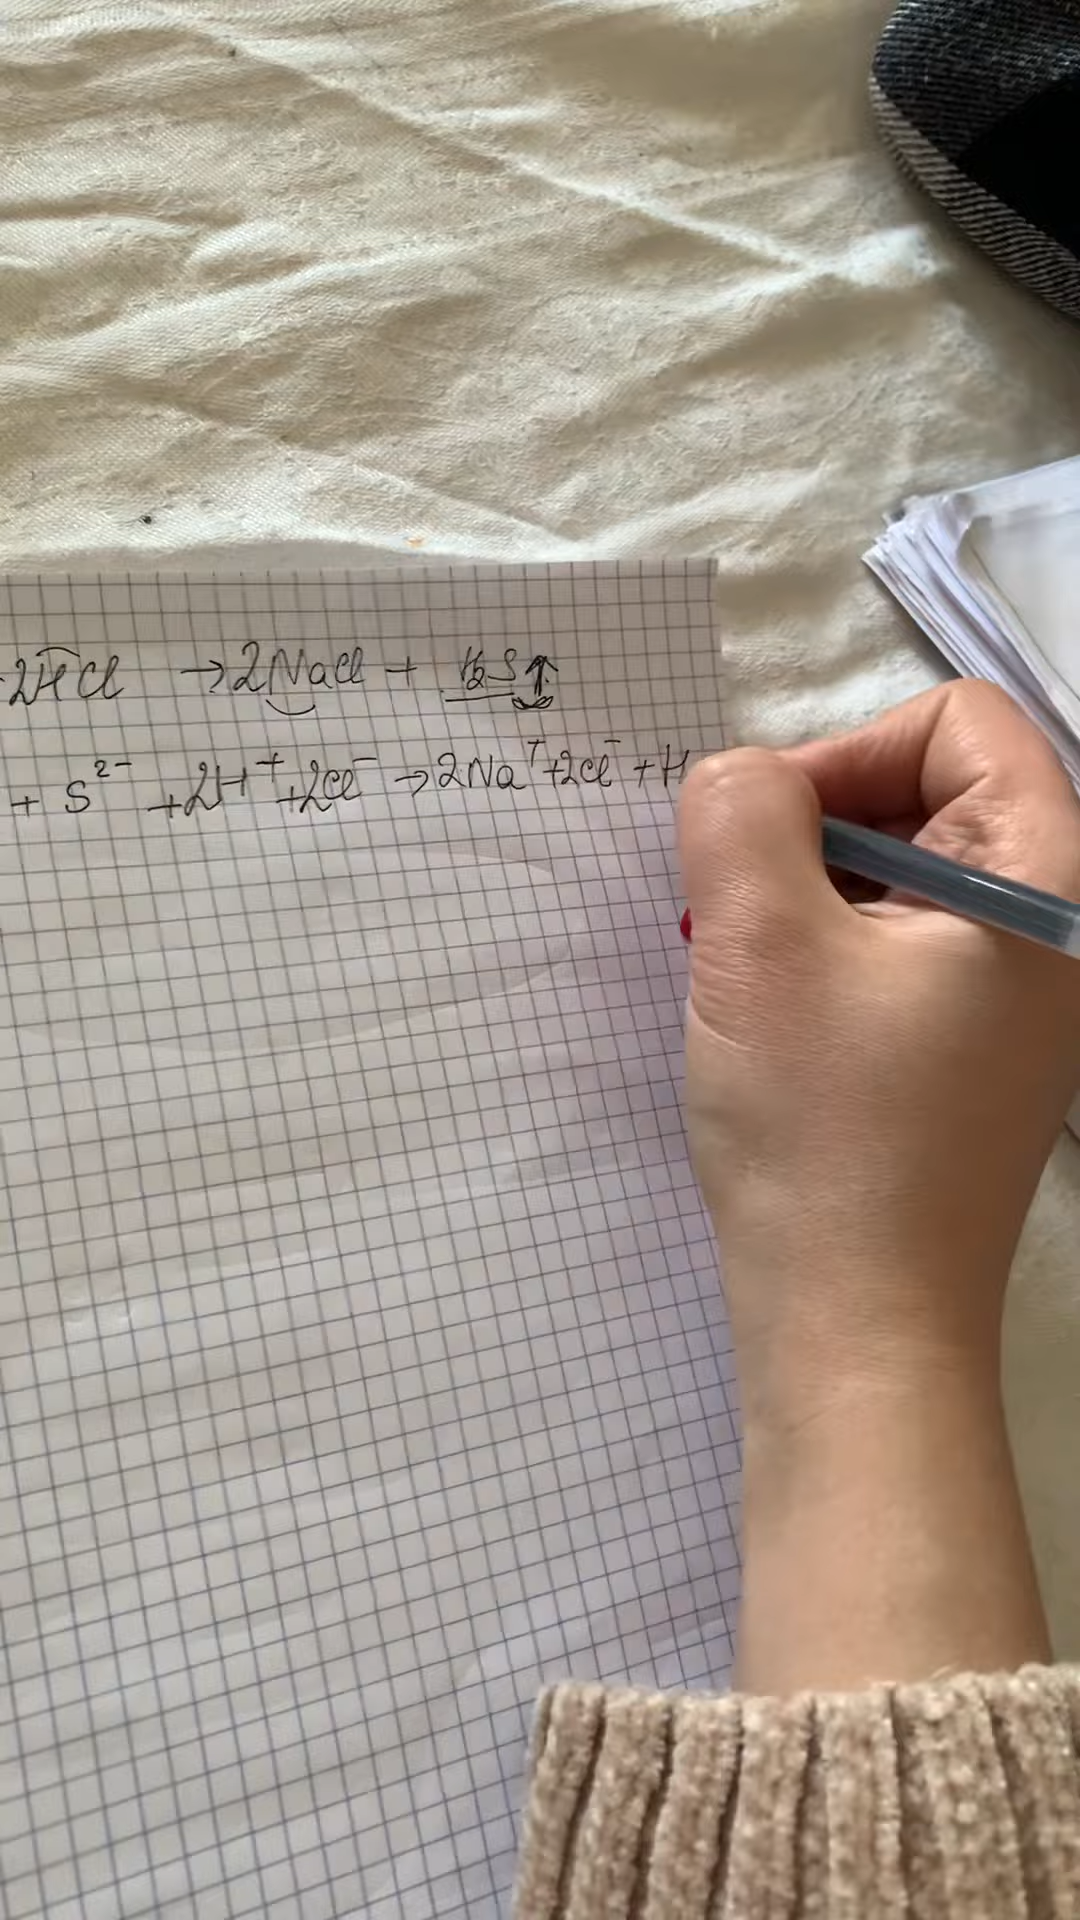 2HCl → 2NaCl + H₂S↑
+ S²⁻ + 2H⁺ + 2Cl⁻ → 2Na⁺ + 2Cl⁻ + H